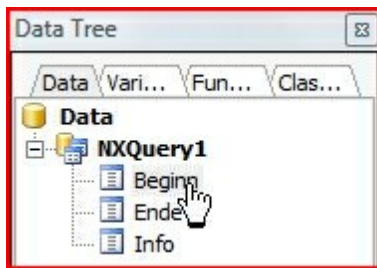 Data Tree
Data Vari... Fun... Clas...
Data
NXQuery1
Beginn
Ende
Info